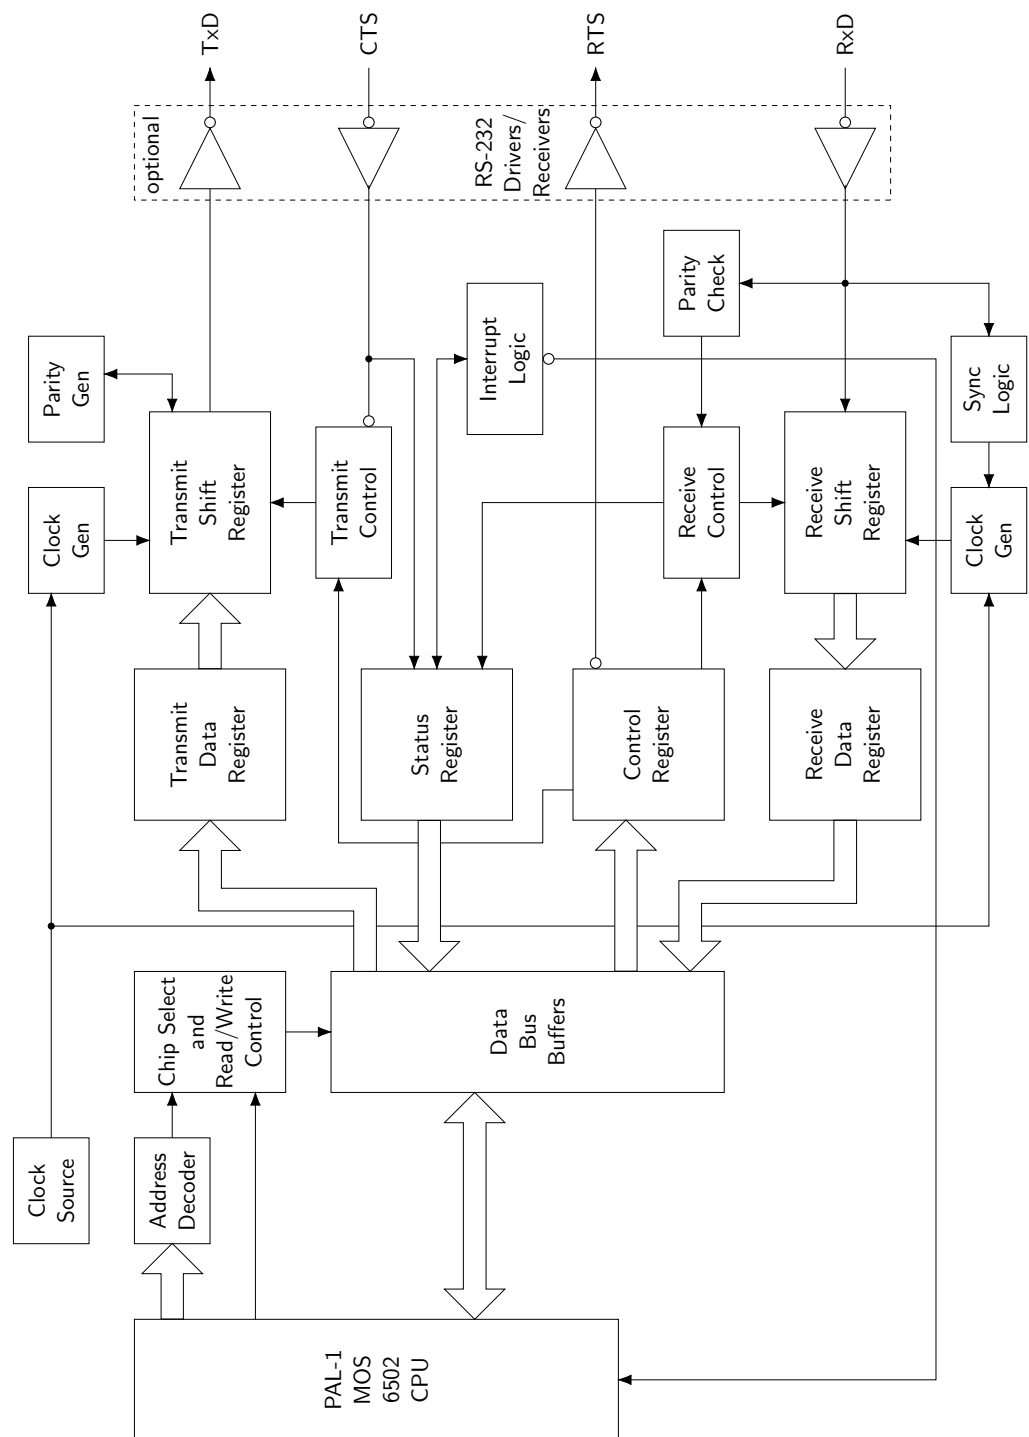 PAL-1
MOS
6502
CPU
Clock
Source
Address
Decoder
Chip Select
and
Read/Write
Control
Data
Bus
Buffers
Transmit
Data
Register
Status
Register
Control
Register
Receive
Data
Register
Clock
Gen
Parity
Gen
Transmit
Shift
Register
Transmit
Control
Interrupt
Logic
Receive
Control
Parity
Check
Receive
Shift
Register
Clock
Gen
Sync
Logic
optional
RS-232
Drivers/
Receivers
TxD
CTS
RTS
RxD